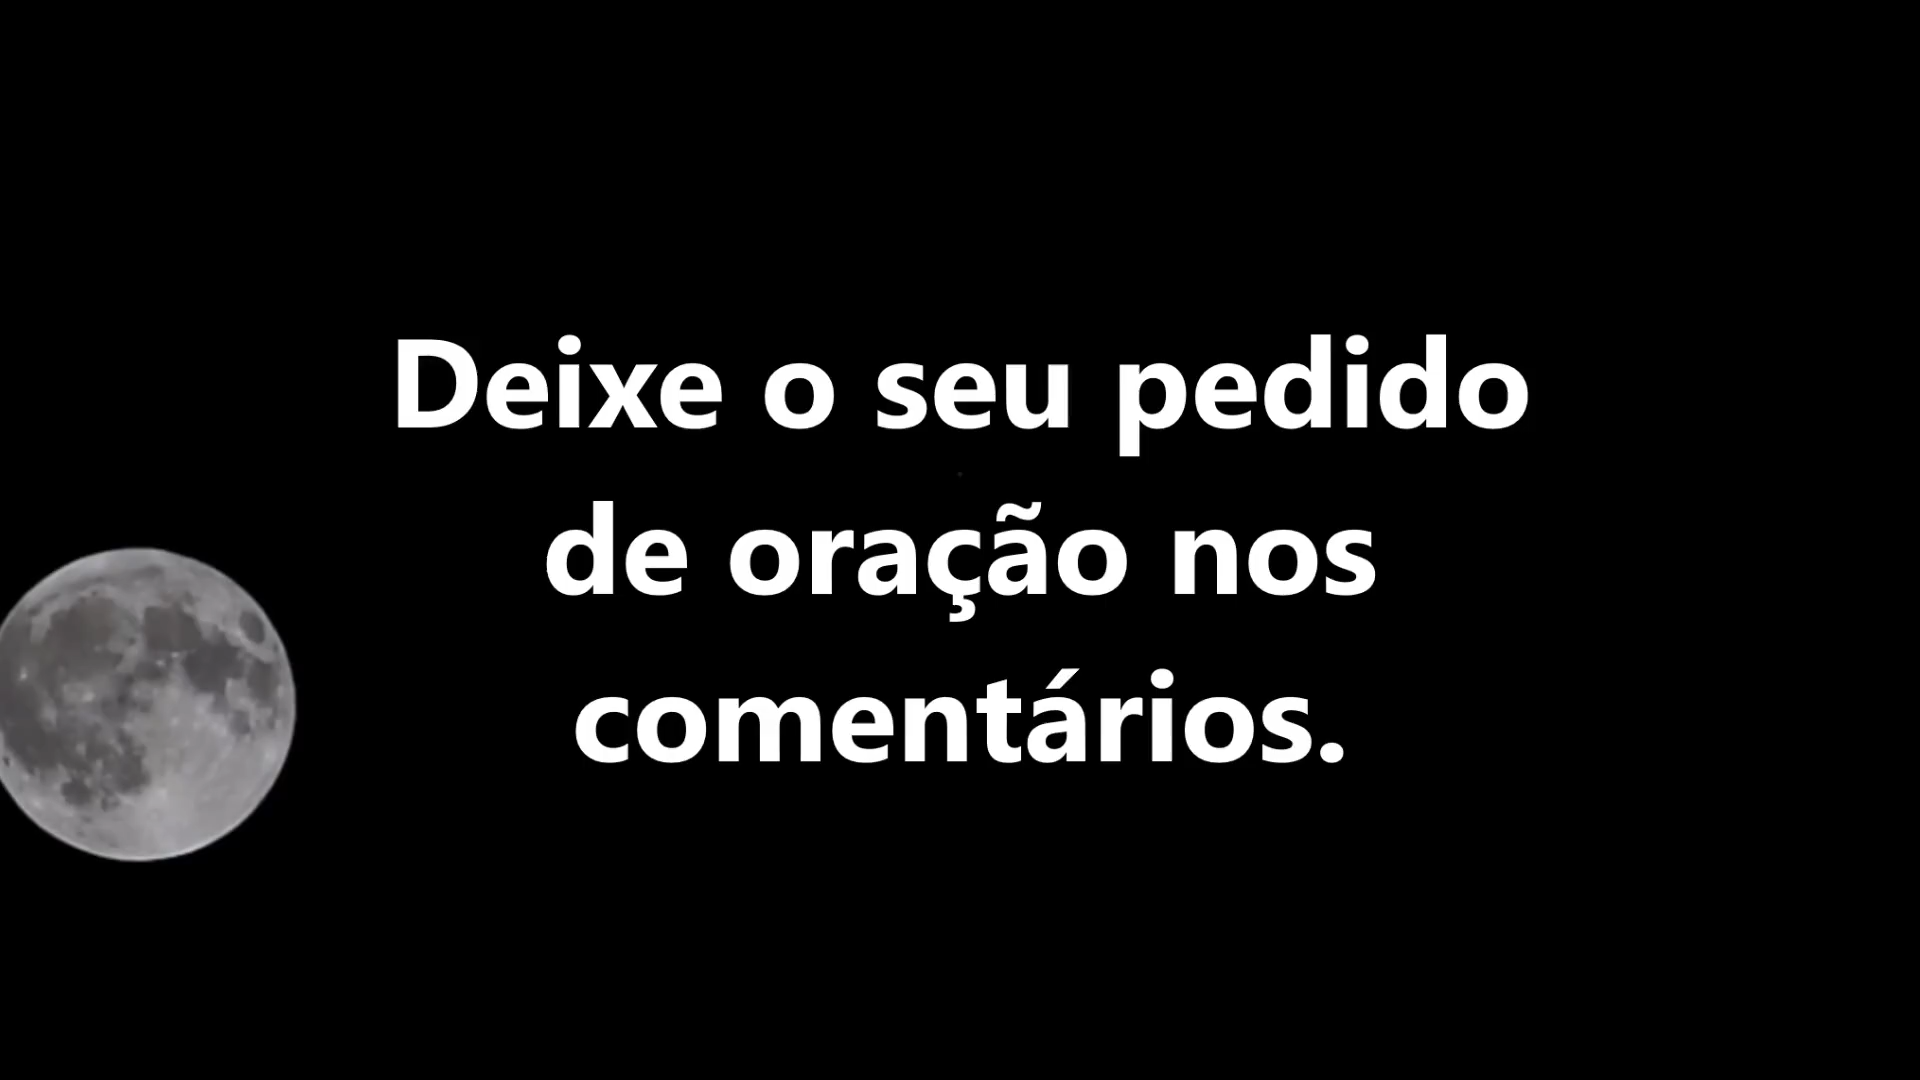 Deixe o seu pedido
de oração nos
comentários.